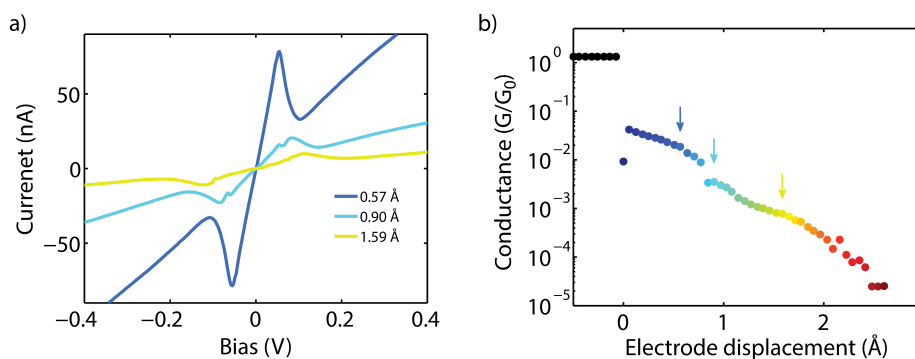 a)
Currenet (nA)
50
0
−50
−0.4
−0.2
0
0.2
0.4
Bias (V)
0.57 Å
0.90 Å
1.59 Å
b)
Conductance (G/G0)
10^0
10^−1
10^−2
10^−3
10^−4
10^−5
0
1
2
Electrode displacement (Å)